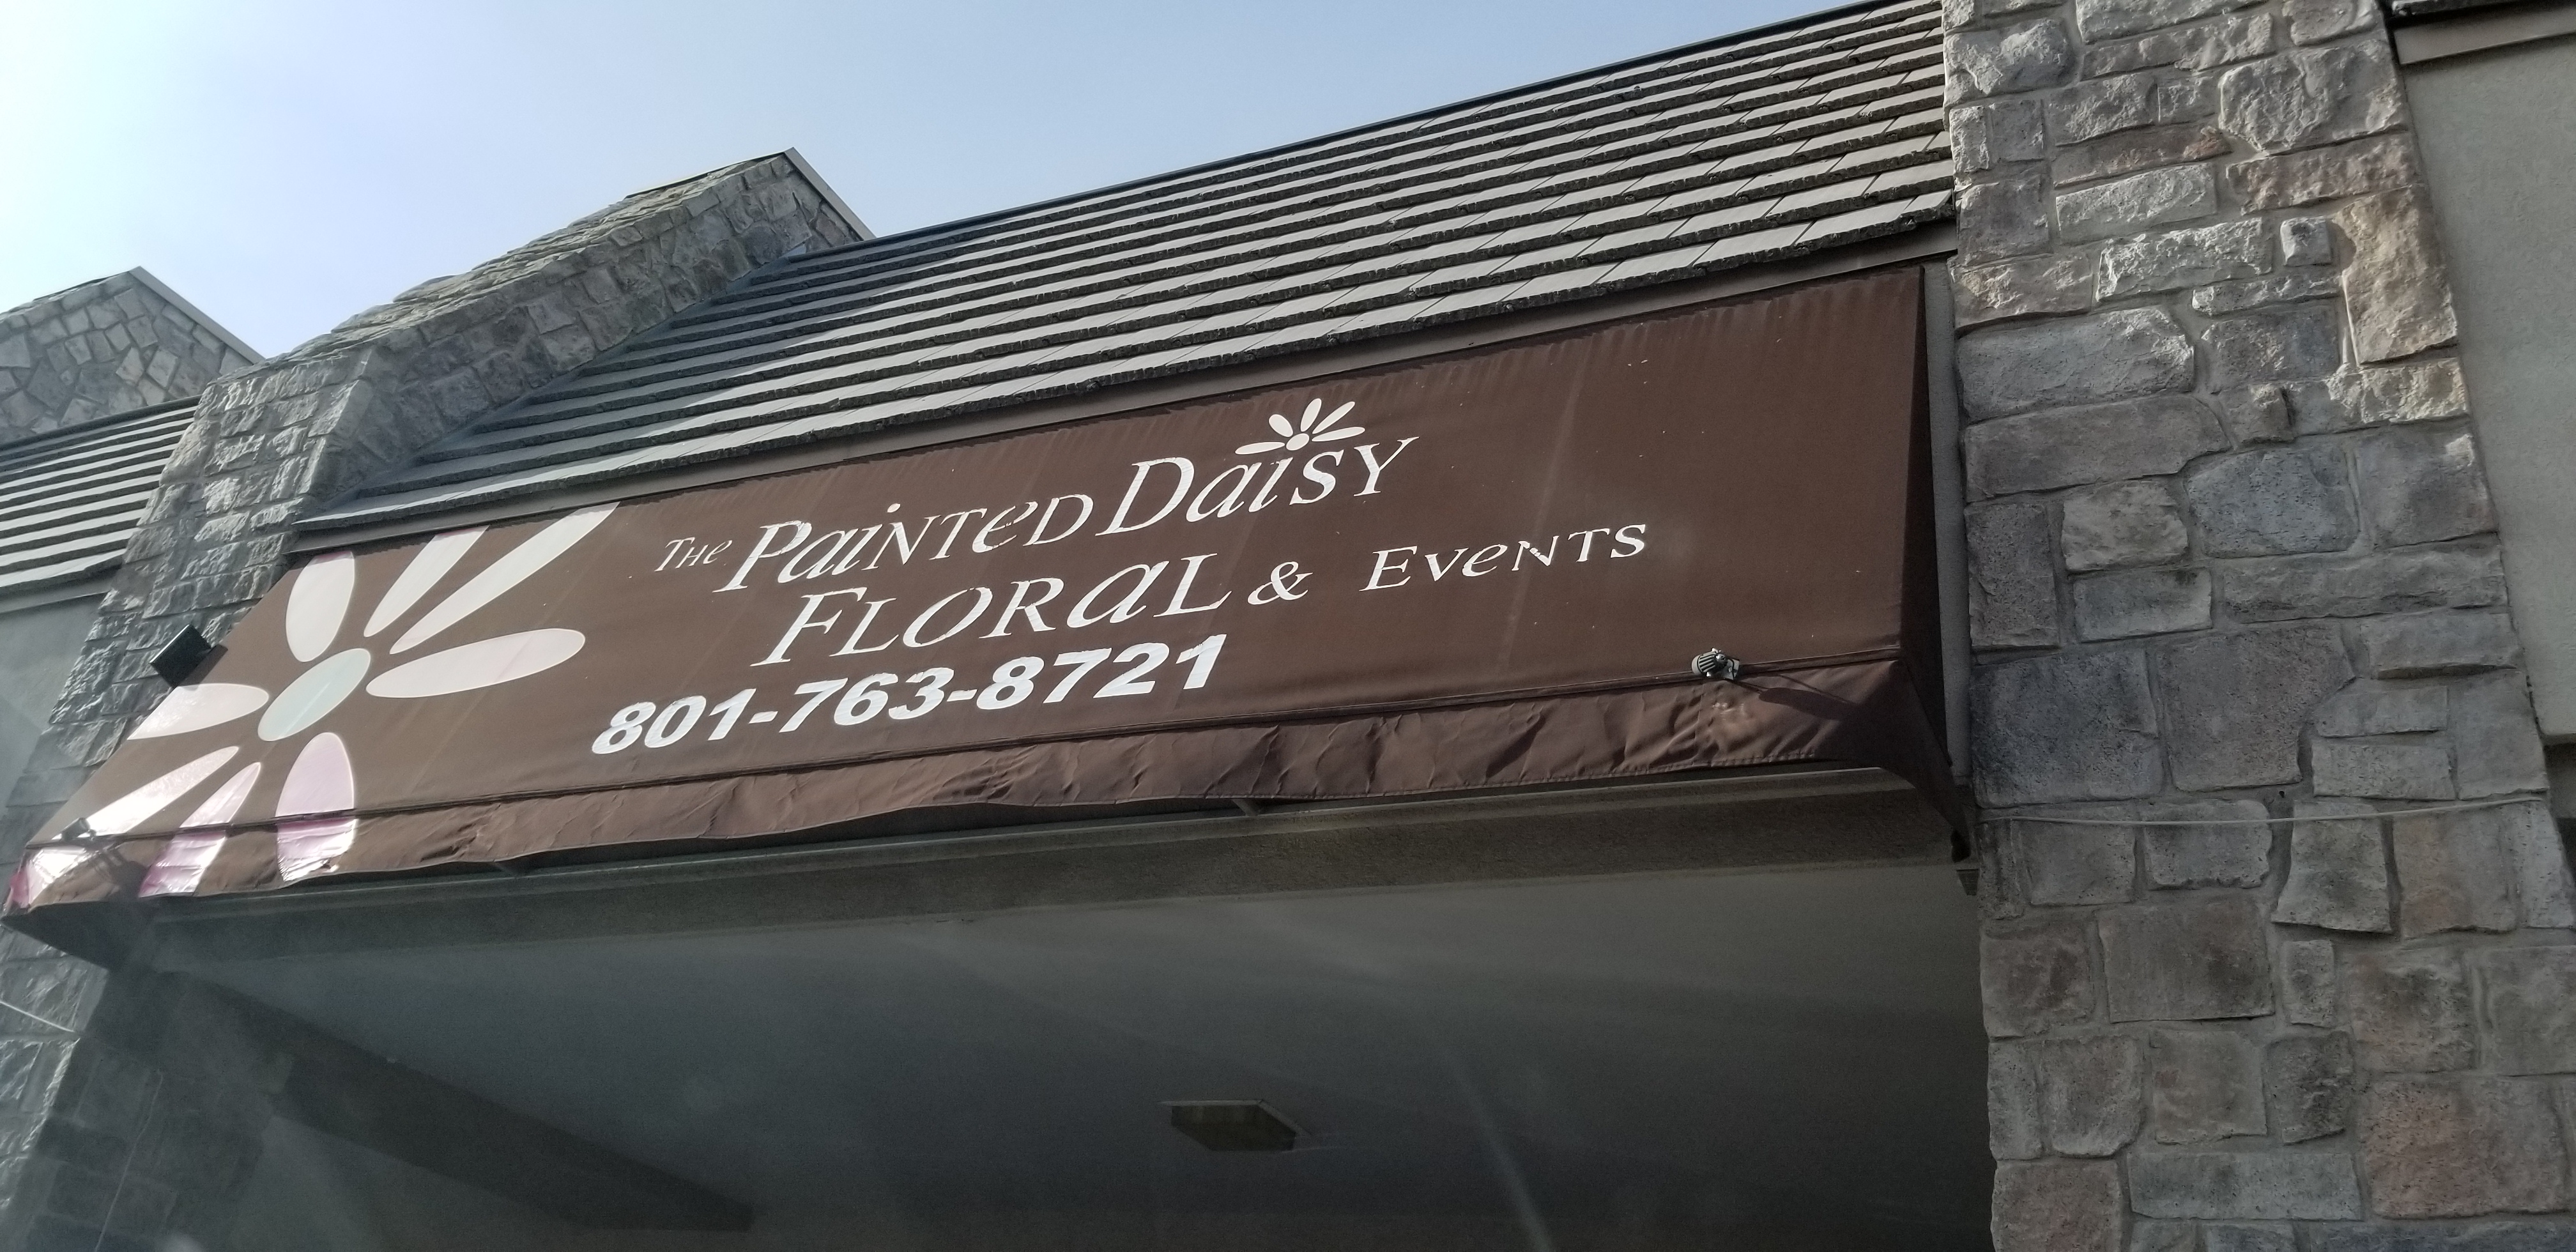 The Painted Daisy
Floral & Events
801-763-8721